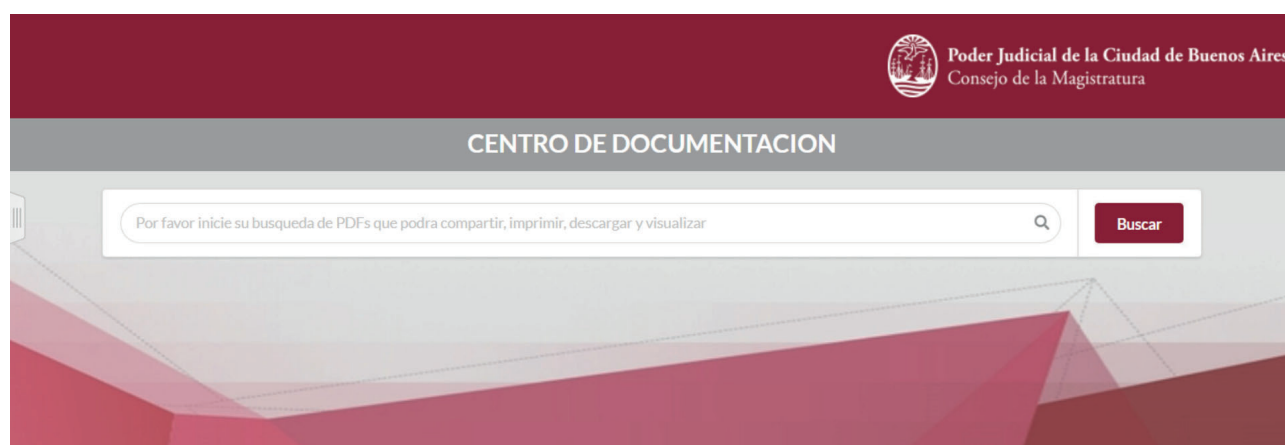 Poder Judicial de la Ciudad de Buenos Aires
Consejo de la Magistratura
CENTRO DE DOCUMENTACION
Por favor inicie su busqueda de PDFs que podra compartir, imprimir, descargar y visualizar
Buscar